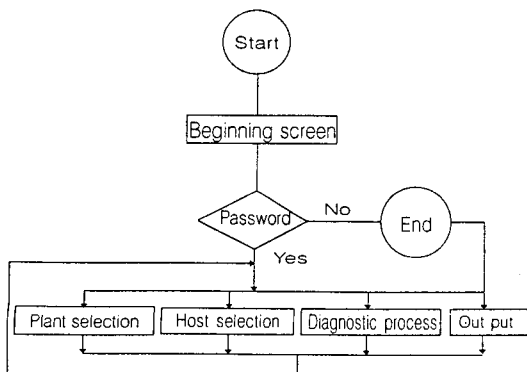 Start
Beginning screen
Password
No
End
Yes
Plant selection
Host selection
Diagnostic process
Out put